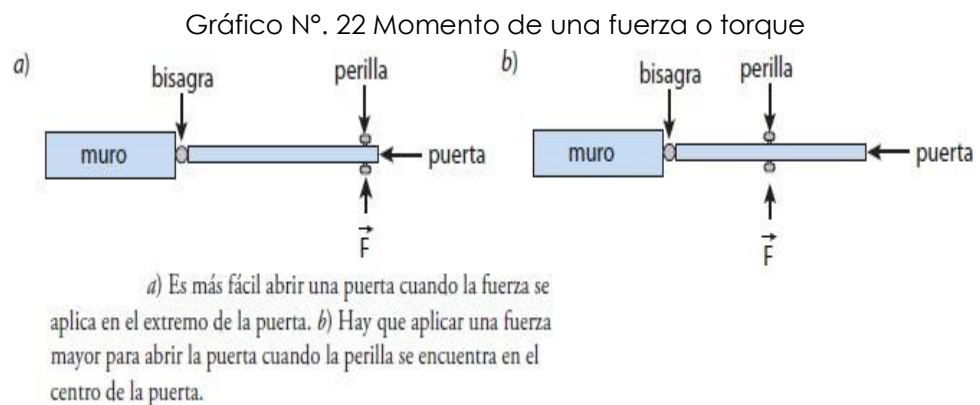 Gráfico N°. 22 Momento de una fuerza o torque
a)
bisagra
perilla
muro
puerta
F
b)
bisagra
perilla
muro
puerta
F
a) Es más fácil abrir una puerta cuando la fuerza se
aplica en el extremo de la puerta. b) Hay que aplicar una fuerza
mayor para abrir la puerta cuando la perilla se encuentra en el
centro de la puerta.